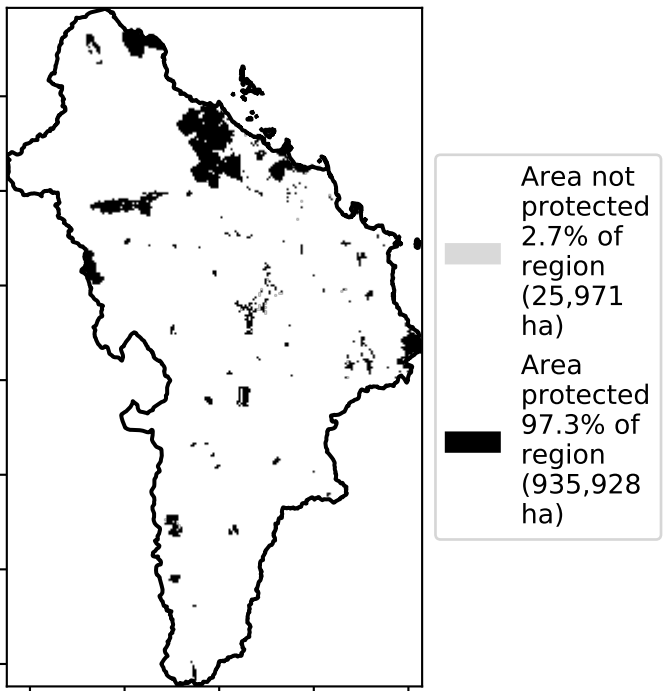 Area not
protected
2.7% of
region
(25,971
ha)
Area
protected
97.3% of
region
(935,928
ha)